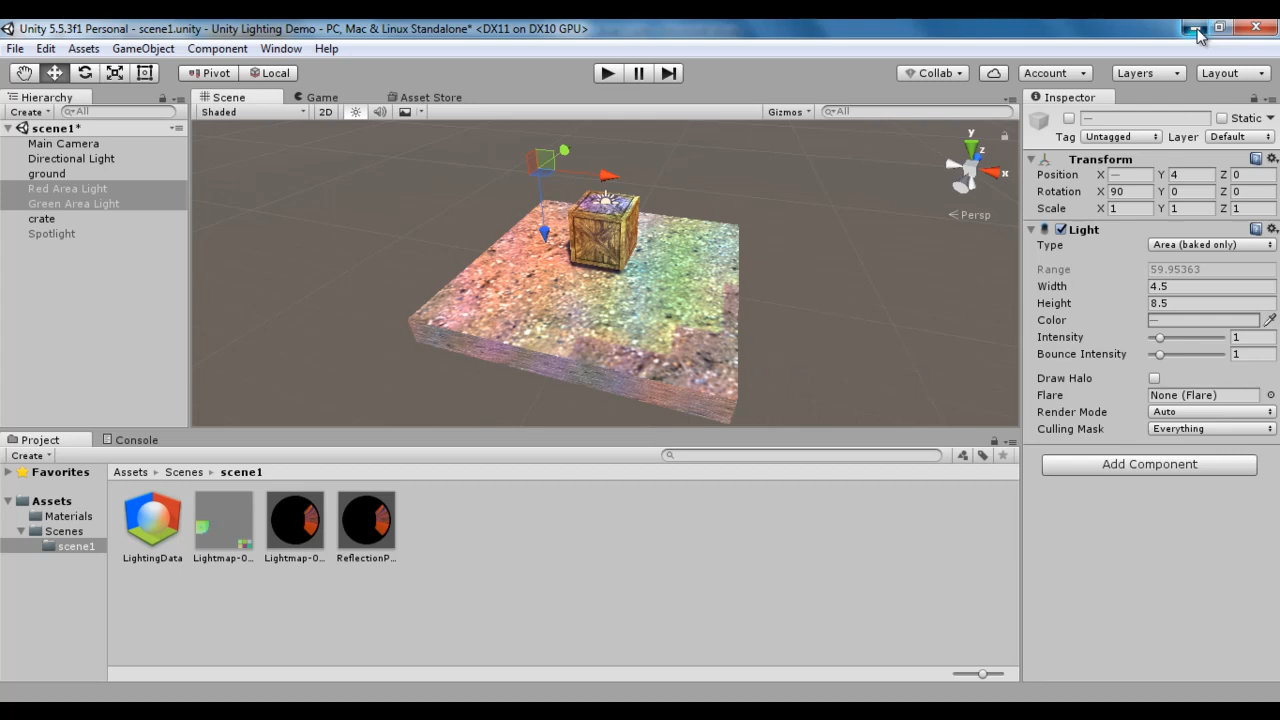 Unity 5.5.3f1 Personal - scene1.unity - Unity Lighting Demo - PC, Mac & Linux Standalone* <DX11 on DX10 GPU>
File Edit Assets GameObject Component Window Help
Pivot Local Collab Account Layers Layout
Hierarchy
Create All
scene1*
Main Camera
Directional Light
ground
Red Area Light
Green Area Light
crate
Spotlight
Scene Game Asset Store
Shaded 2D Gizmos All
y
z
x
Persp
Inspector
— Static
Tag Untagged Layer Default
Transform
Position X — Y 4 Z 0
Rotation X 90 Y 0 Z 0
Scale X 1 Y 1 Z 1
Light
Type Area (baked only)
Range 59.95363
Width 4.5
Height 8.5
Color —
Intensity 1
Bounce Intensity 1
Draw Halo
Flare None (Flare)
Render Mode Auto
Culling Mask Everything
Add Component
Project Console
Create
Favorites
Assets
Materials
Scenes
scene1
Assets Scenes scene1
LightingData Lightmap-0... Lightmap-0... ReflectionP...